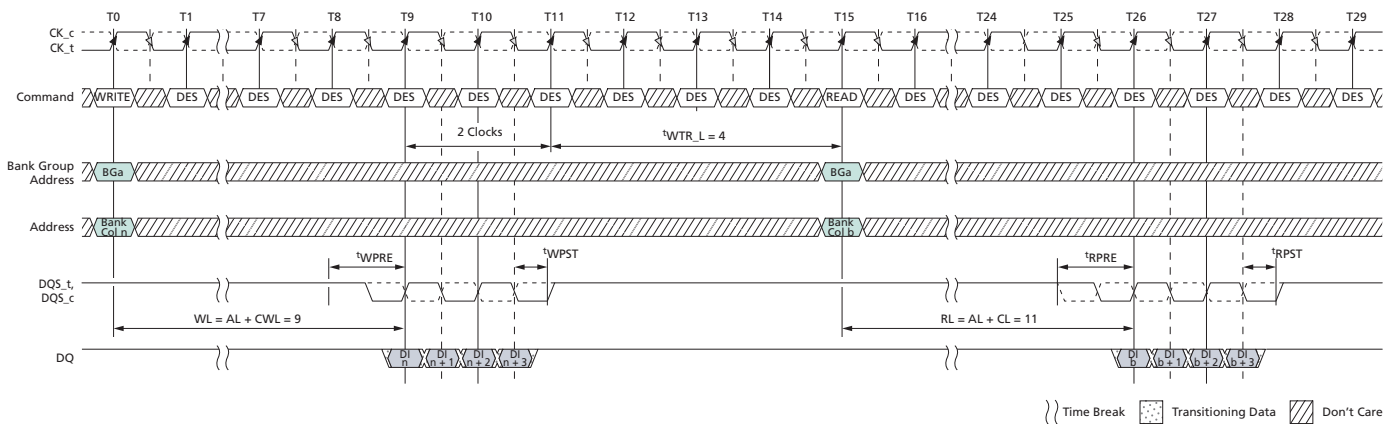 T0 T1 T7 T8 T9 T10 T11 T12 T13 T14 T15 T16 T24 T25 T26 T27 T28 T29
CK_c
CK_t
Command WRITE DES DES DES DES DES DES DES DES DES READ DES DES DES DES DES DES DES
2 Clocks tWTR_L = 4
Bank Group
Address BGa BGa
Address Bank
Col n Bank
Col b
tWPRE tWPST tRPRE tRPST
DQS_t,
DQS_c
WL = AL + CWL = 9 RL = AL + CL = 11
DQ DI
n DI
n + 1 DI
n + 2 DI
n + 3 DI
b DI
b + 1 DI
b + 2 DI
b + 3
Time Break Transitioning Data Don't Care